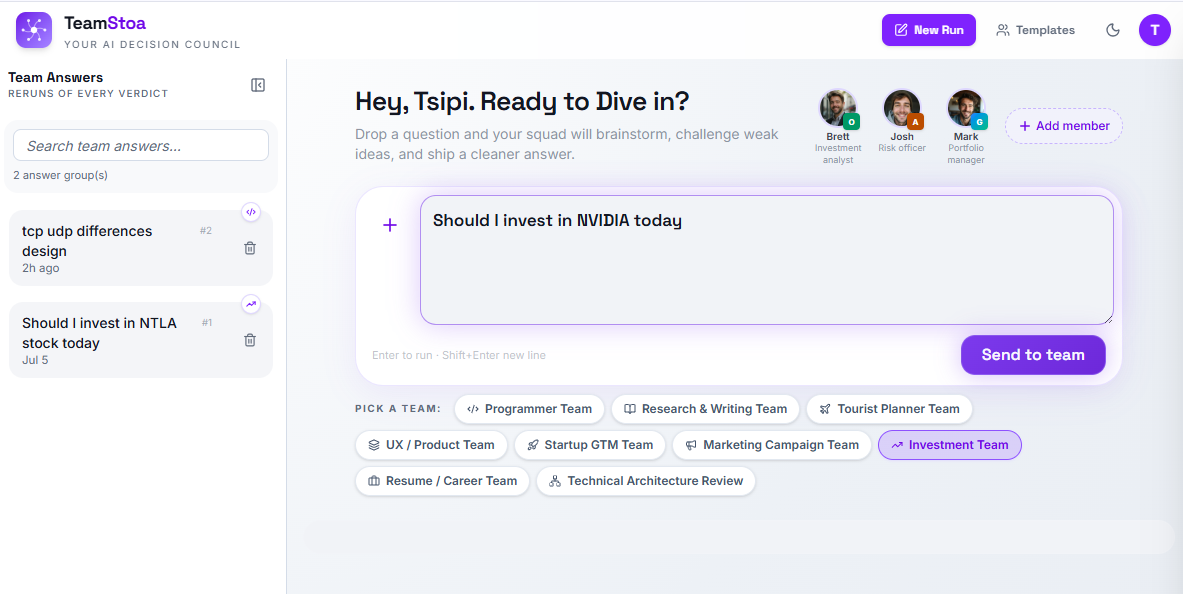 TeamStoa
YOUR AI DECISION COUNCIL
New Run
Templates
T
Team Answers
RERUNS OF EVERY VERDICT
Search team answers...
2 answer group(s)
tcp udp differences
design
#2
2h ago
Should I invest in NTLA
stock today
#1
Jul 5
Hey, Tsipi. Ready to Dive in?
Drop a question and your squad will brainstorm, challenge weak
ideas, and ship a cleaner answer.
O
Brett
Investment
analyst
A
Josh
Risk officer
G
Mark
Portfolio
manager
+ Add member
+
Should I invest in NVIDIA today
Enter to run · Shift+Enter new line
Send to team
PICK A TEAM:
</> Programmer Team
Research & Writing Team
Tourist Planner Team
UX / Product Team
Startup GTM Team
Marketing Campaign Team
Investment Team
Resume / Career Team
Technical Architecture Review